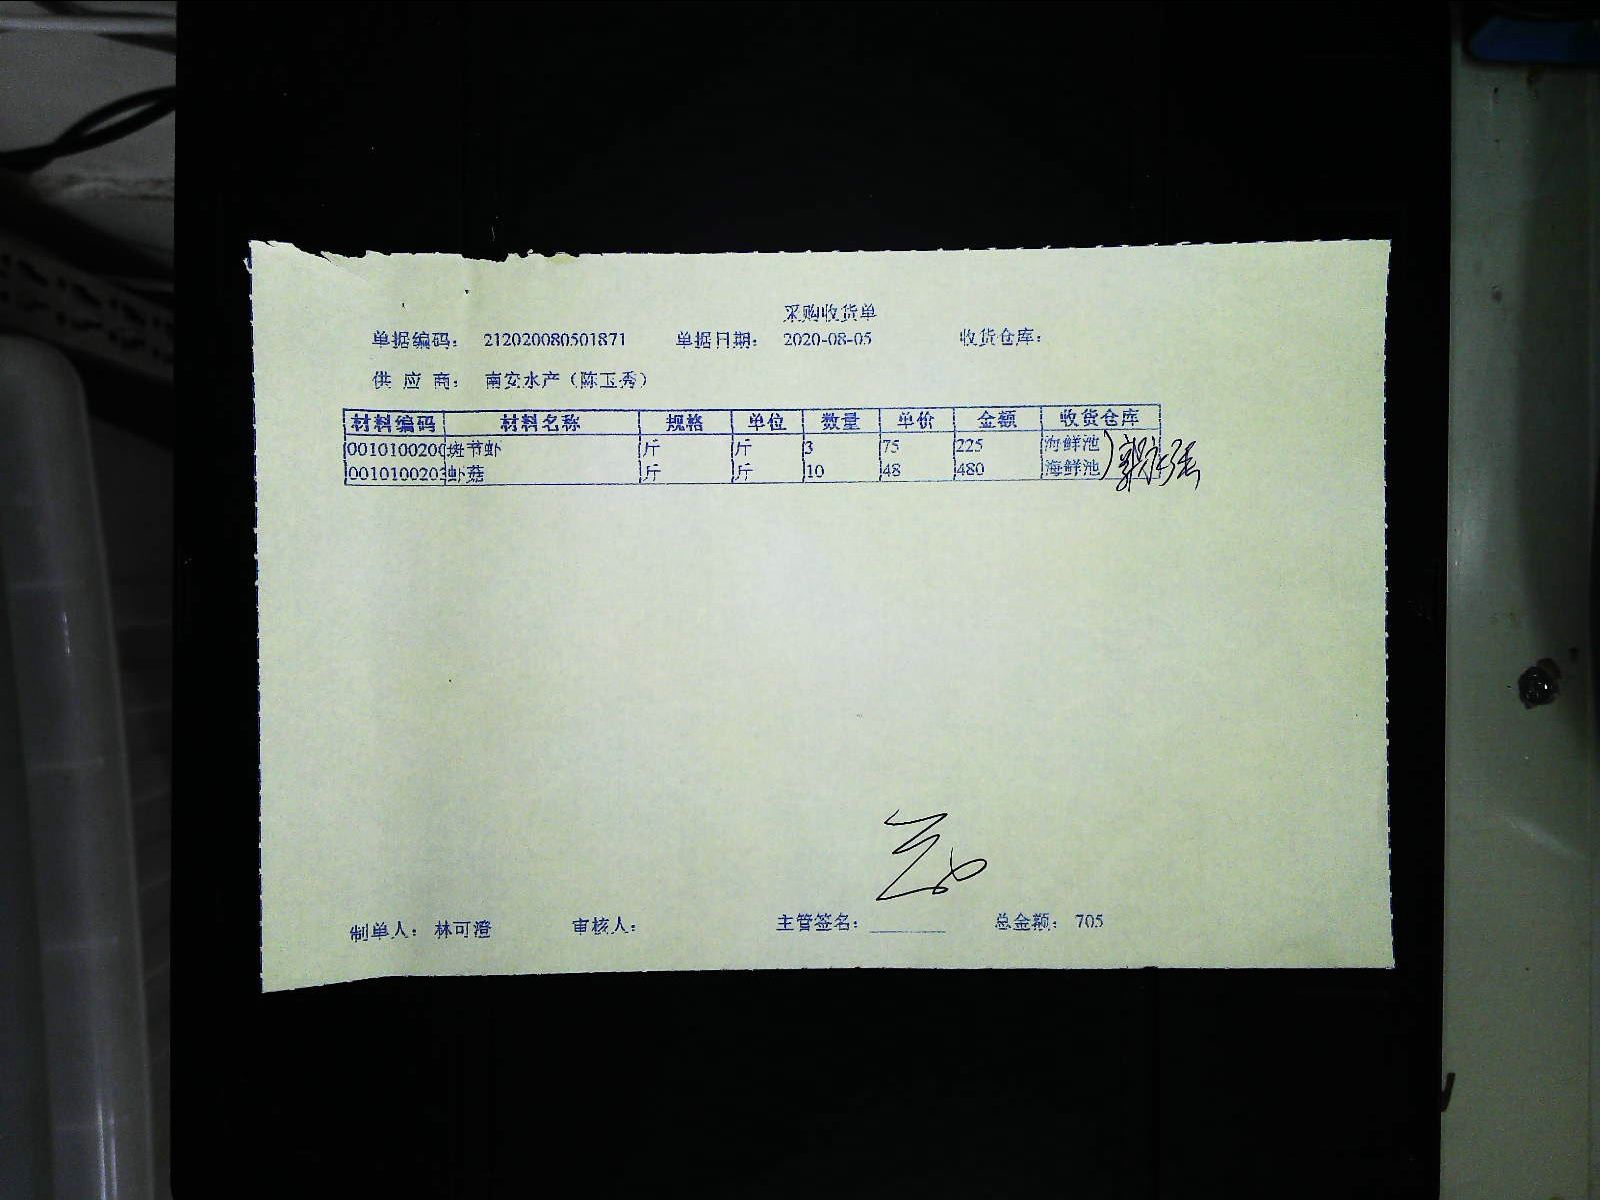 采购收货单
单据编码： 212020080501871 单据日期： 2020-08-05 收货仓库：
供 应 商： 南安水产（陈玉秀）
材料编码 材料名称 规格 单位 数量 单价 金额 收货仓库
001010020 斑节虾 斤 斤 3 75 225 海鲜池
001010020 虾菇 斤 斤 10 48 480 海鲜池
制单人： 林可澄 审核人： 主管签名： 总金额： 705